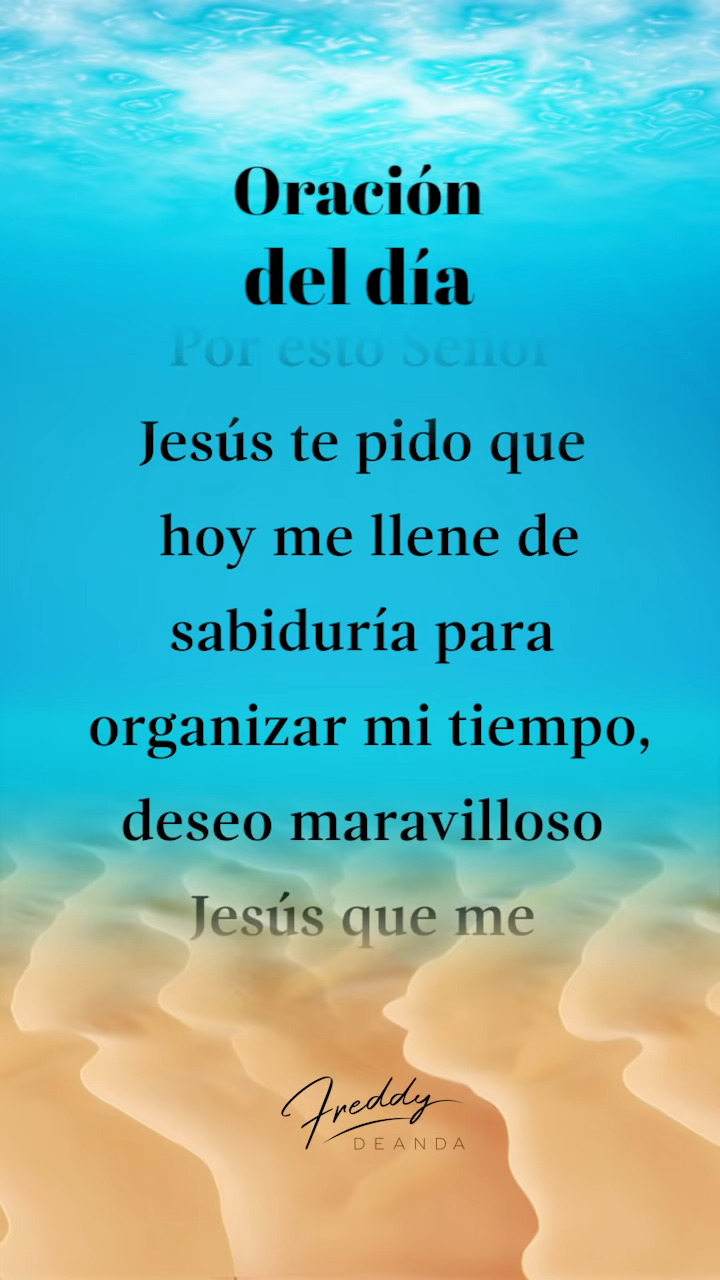 Oración
del día
Por esto Señor
Jesús te pido que
hoy me llene de
sabiduría para
organizar mi tiempo,
deseo maravilloso
Jesús que me
Freddy
DEANDA